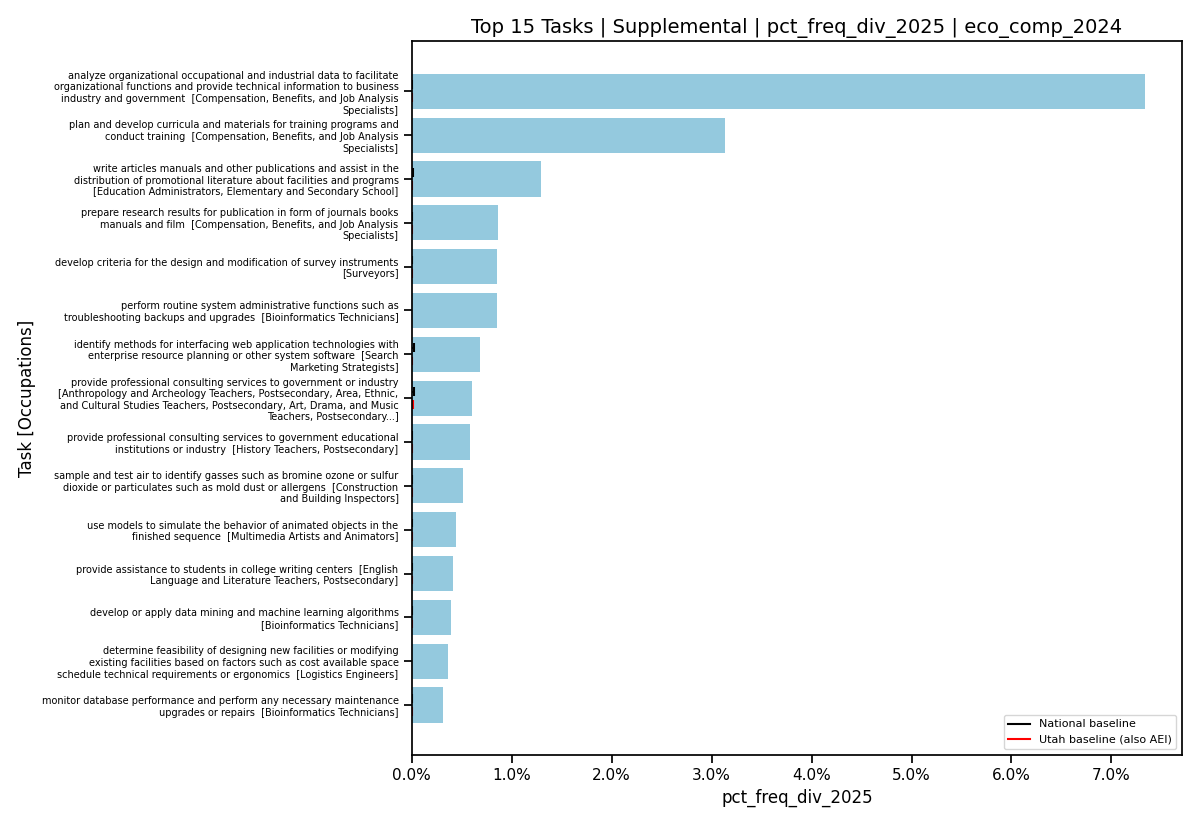 Top 15 Tasks | Supplemental | pct_freq_div_2025 | eco_comp_2024
Task [Occupations]
analyze organizational occupational and industrial data to facilitate
organizational functions and provide technical information to business
industry and government  [Compensation, Benefits, and Job Analysis
Specialists]
plan and develop curricula and materials for training programs and
conduct training  [Compensation, Benefits, and Job Analysis
Specialists]
write articles manuals and other publications and assist in the
distribution of promotional literature about facilities and programs
[Education Administrators, Elementary and Secondary School]
prepare research results for publication in form of journals books
manuals and film  [Compensation, Benefits, and Job Analysis
Specialists]
develop criteria for the design and modification of survey instruments
[Surveyors]
perform routine system administrative functions such as
troubleshooting backups and upgrades  [Bioinformatics Technicians]
identify methods for interfacing web application technologies with
enterprise resource planning or other system software  [Search
Marketing Strategists]
provide professional consulting services to government or industry
[Anthropology and Archeology Teachers, Postsecondary, Area, Ethnic,
and Cultural Studies Teachers, Postsecondary, Art, Drama, and Music
Teachers, Postsecondary...]
provide professional consulting services to government educational
institutions or industry  [History Teachers, Postsecondary]
sample and test air to identify gasses such as bromine ozone or sulfur
dioxide or particulates such as mold dust or allergens  [Construction
and Building Inspectors]
use models to simulate the behavior of animated objects in the
finished sequence  [Multimedia Artists and Animators]
provide assistance to students in college writing centers  [English
Language and Literature Teachers, Postsecondary]
develop or apply data mining and machine learning algorithms
[Bioinformatics Technicians]
determine feasibility of designing new facilities or modifying
existing facilities based on factors such as cost available space
schedule technical requirements or ergonomics  [Logistics Engineers]
monitor database performance and perform any necessary maintenance
upgrades or repairs  [Bioinformatics Technicians]
National baseline
Utah baseline (also AEI)
0.0% 1.0% 2.0% 3.0% 4.0% 5.0% 6.0% 7.0%
pct_freq_div_2025